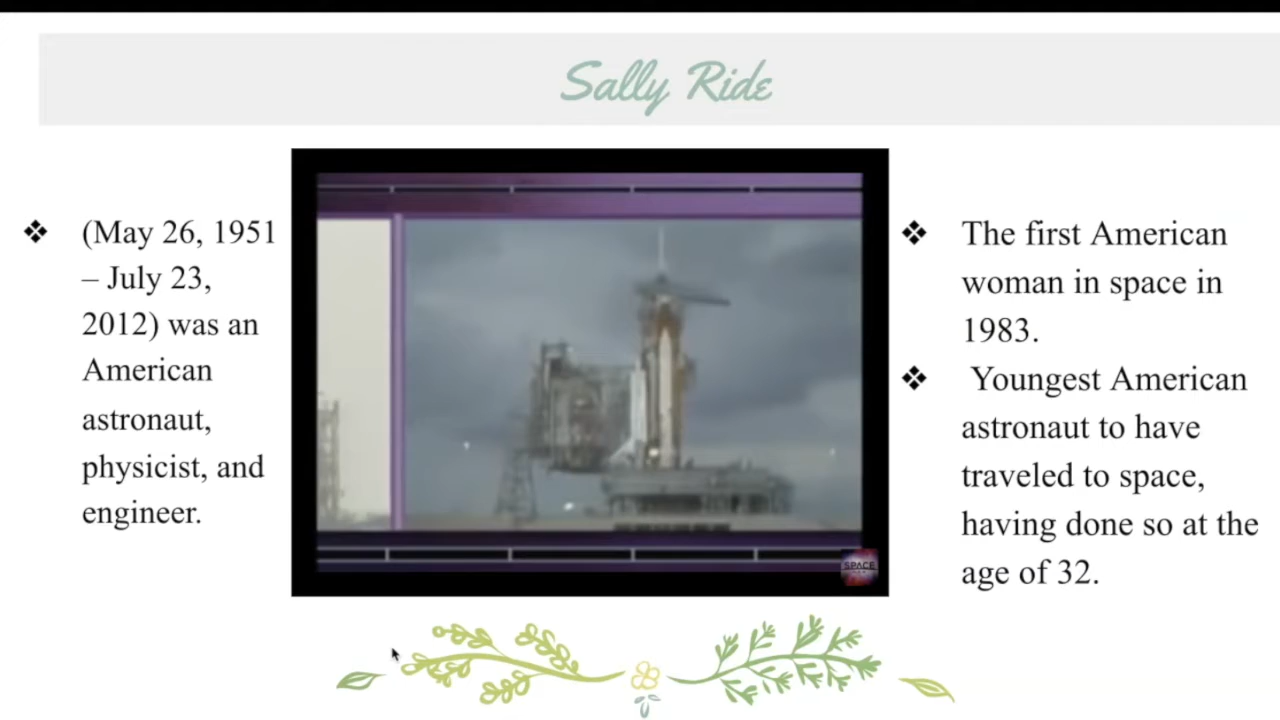 Sally Ride
❖ (May 26, 1951
– July 23,
2012) was an
American
astronaut,
physicist, and
engineer.
SPACE
❖ The first American
woman in space in
1983.
❖ Youngest American
astronaut to have
traveled to space,
having done so at the
age of 32.